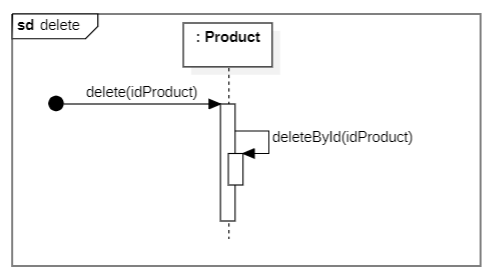 sd delete
: Product
delete(idProduct)
deleteById(idProduct)